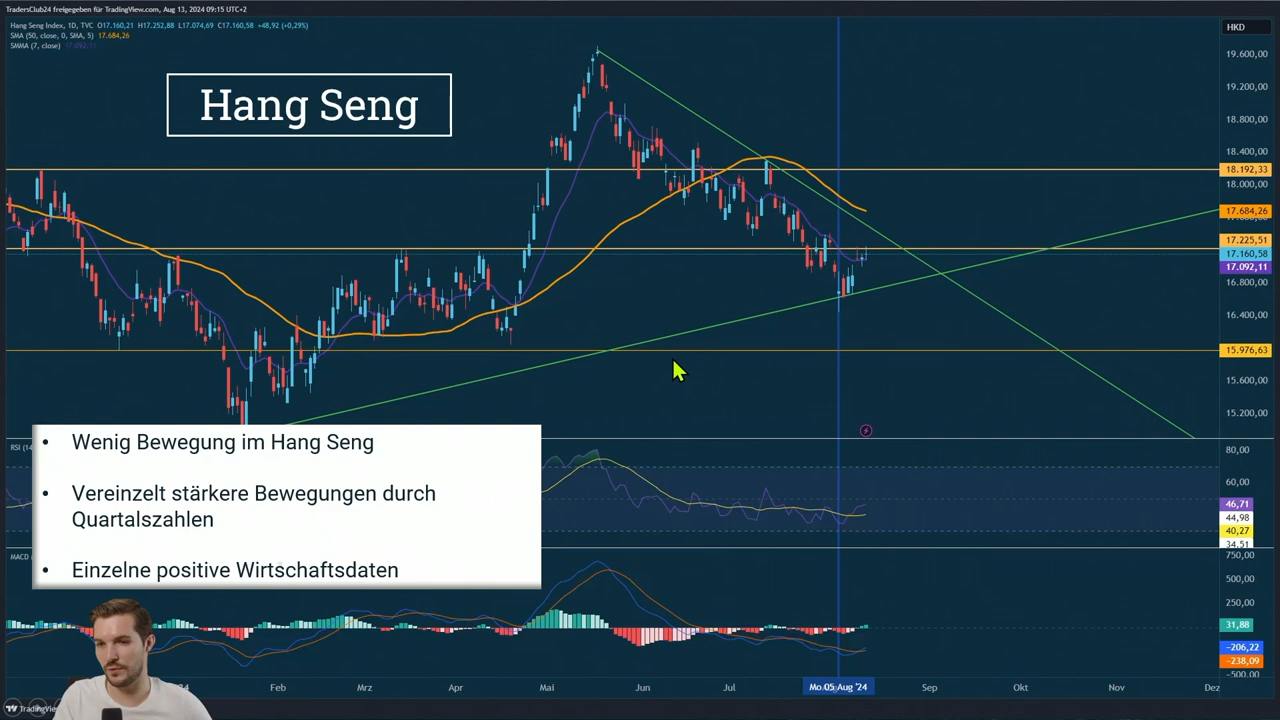 TradersClub24 freigegeben für TradingView.com, Aug 13, 2024 09:15 UTC+2
Hang Seng Index, 1D, TVC O17.160,21 H17.252,88 L17.074,69 C17.160,58 +48,92 (+0,29%)
SMA (50, close, 0, SMA, 5) 17.684,26
SMMA (7, close) 17.092,11
HKD
Hang Seng
19.600,00
19.200,00
18.800,00
18.400,00
18.192,33
18.000,00
17.684,26
17.225,51
17.160,58
17.092,11
16.800,00
16.400,00
15.976,63
15.600,00
15.200,00
• Wenig Bewegung im Hang Seng
• Vereinzelt stärkere Bewegungen durch
Quartalszahlen
• Einzelne positive Wirtschaftsdaten
RSI (14
80,00
60,00
46,71
44,98
40,27
34,51
MACD
750,00
500,00
250,00
31,88
−206,22
−238,09
−500,00
Feb Mrz Apr Mai Jun Jul Mo 05 Aug '24 Sep Okt Nov Dez